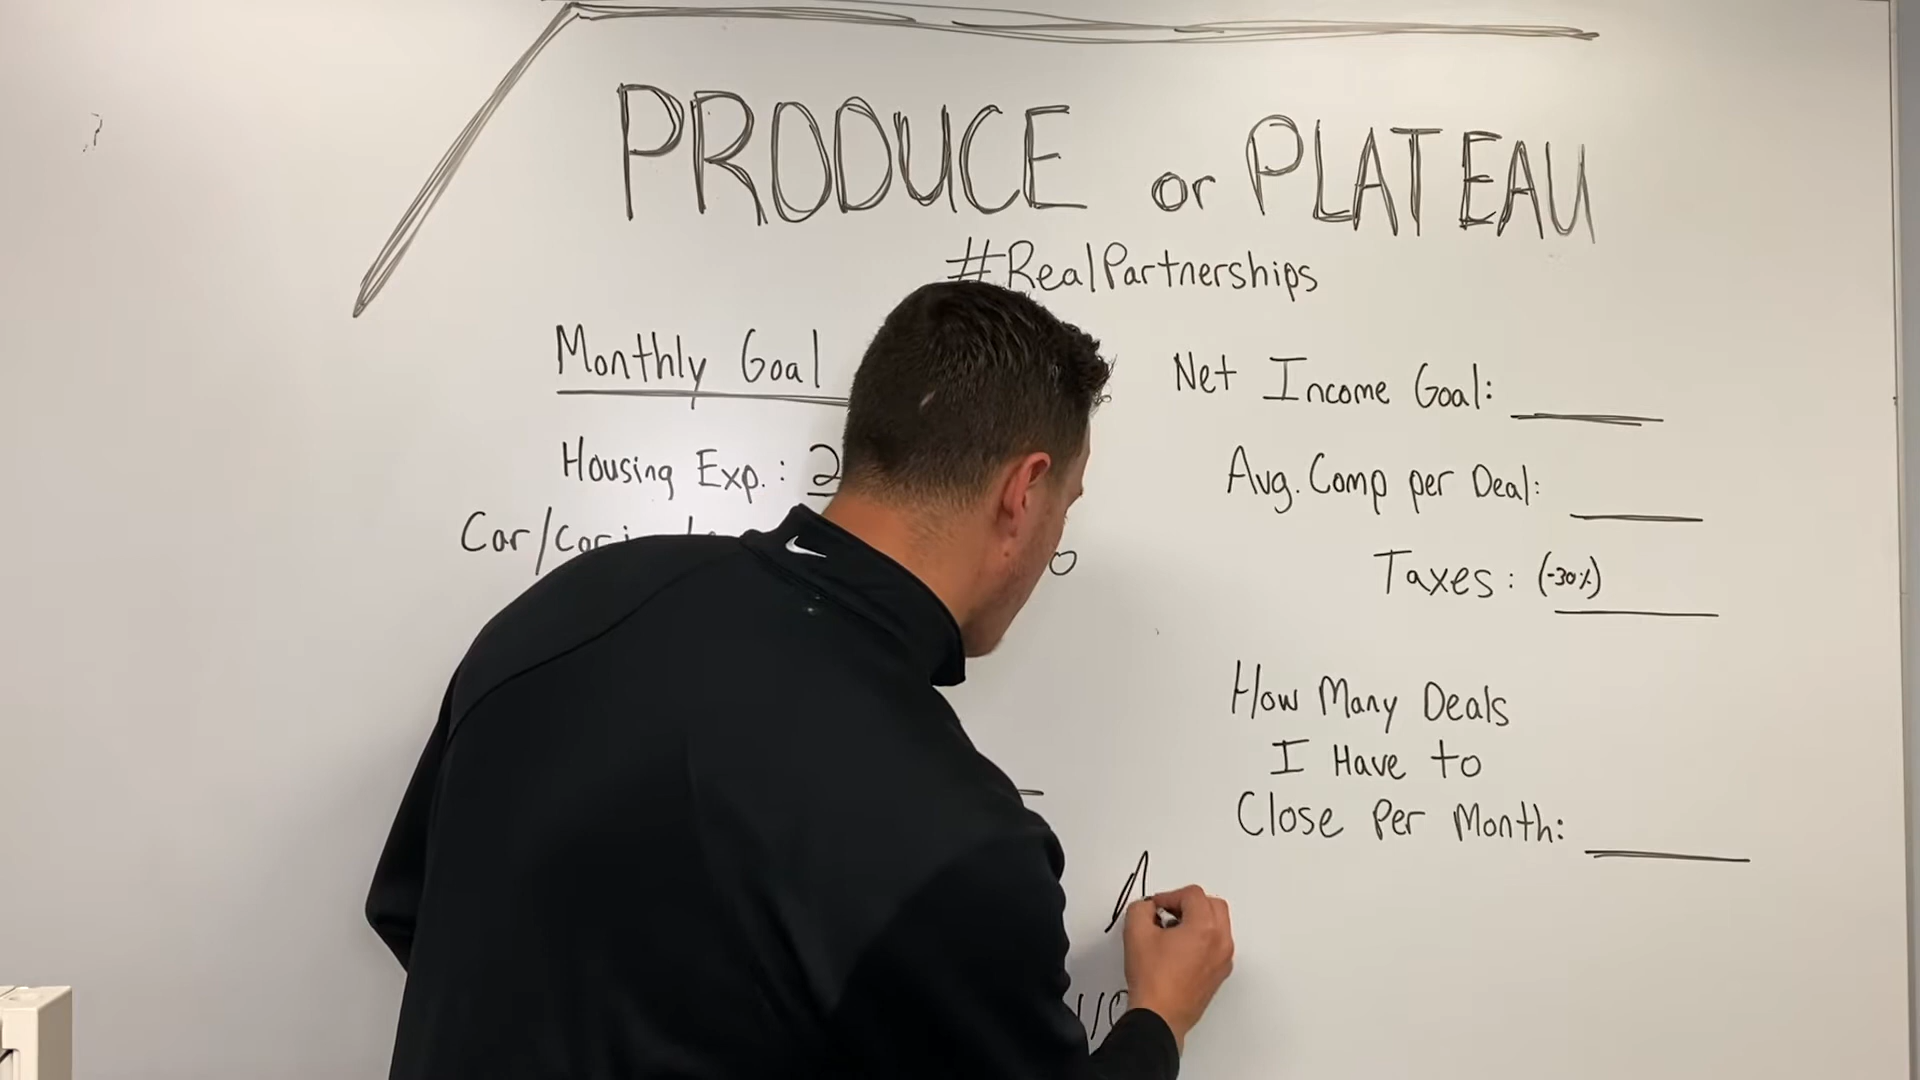 PRODUCE or PLATEAU
#RealPartnerships
Monthly Goal
Housing Exp.: 2
Car/Car
Net Income Goal:
Avg. Comp per Deal:
Taxes: (-30%)
How Many Deals
I Have to
Close Per Month: